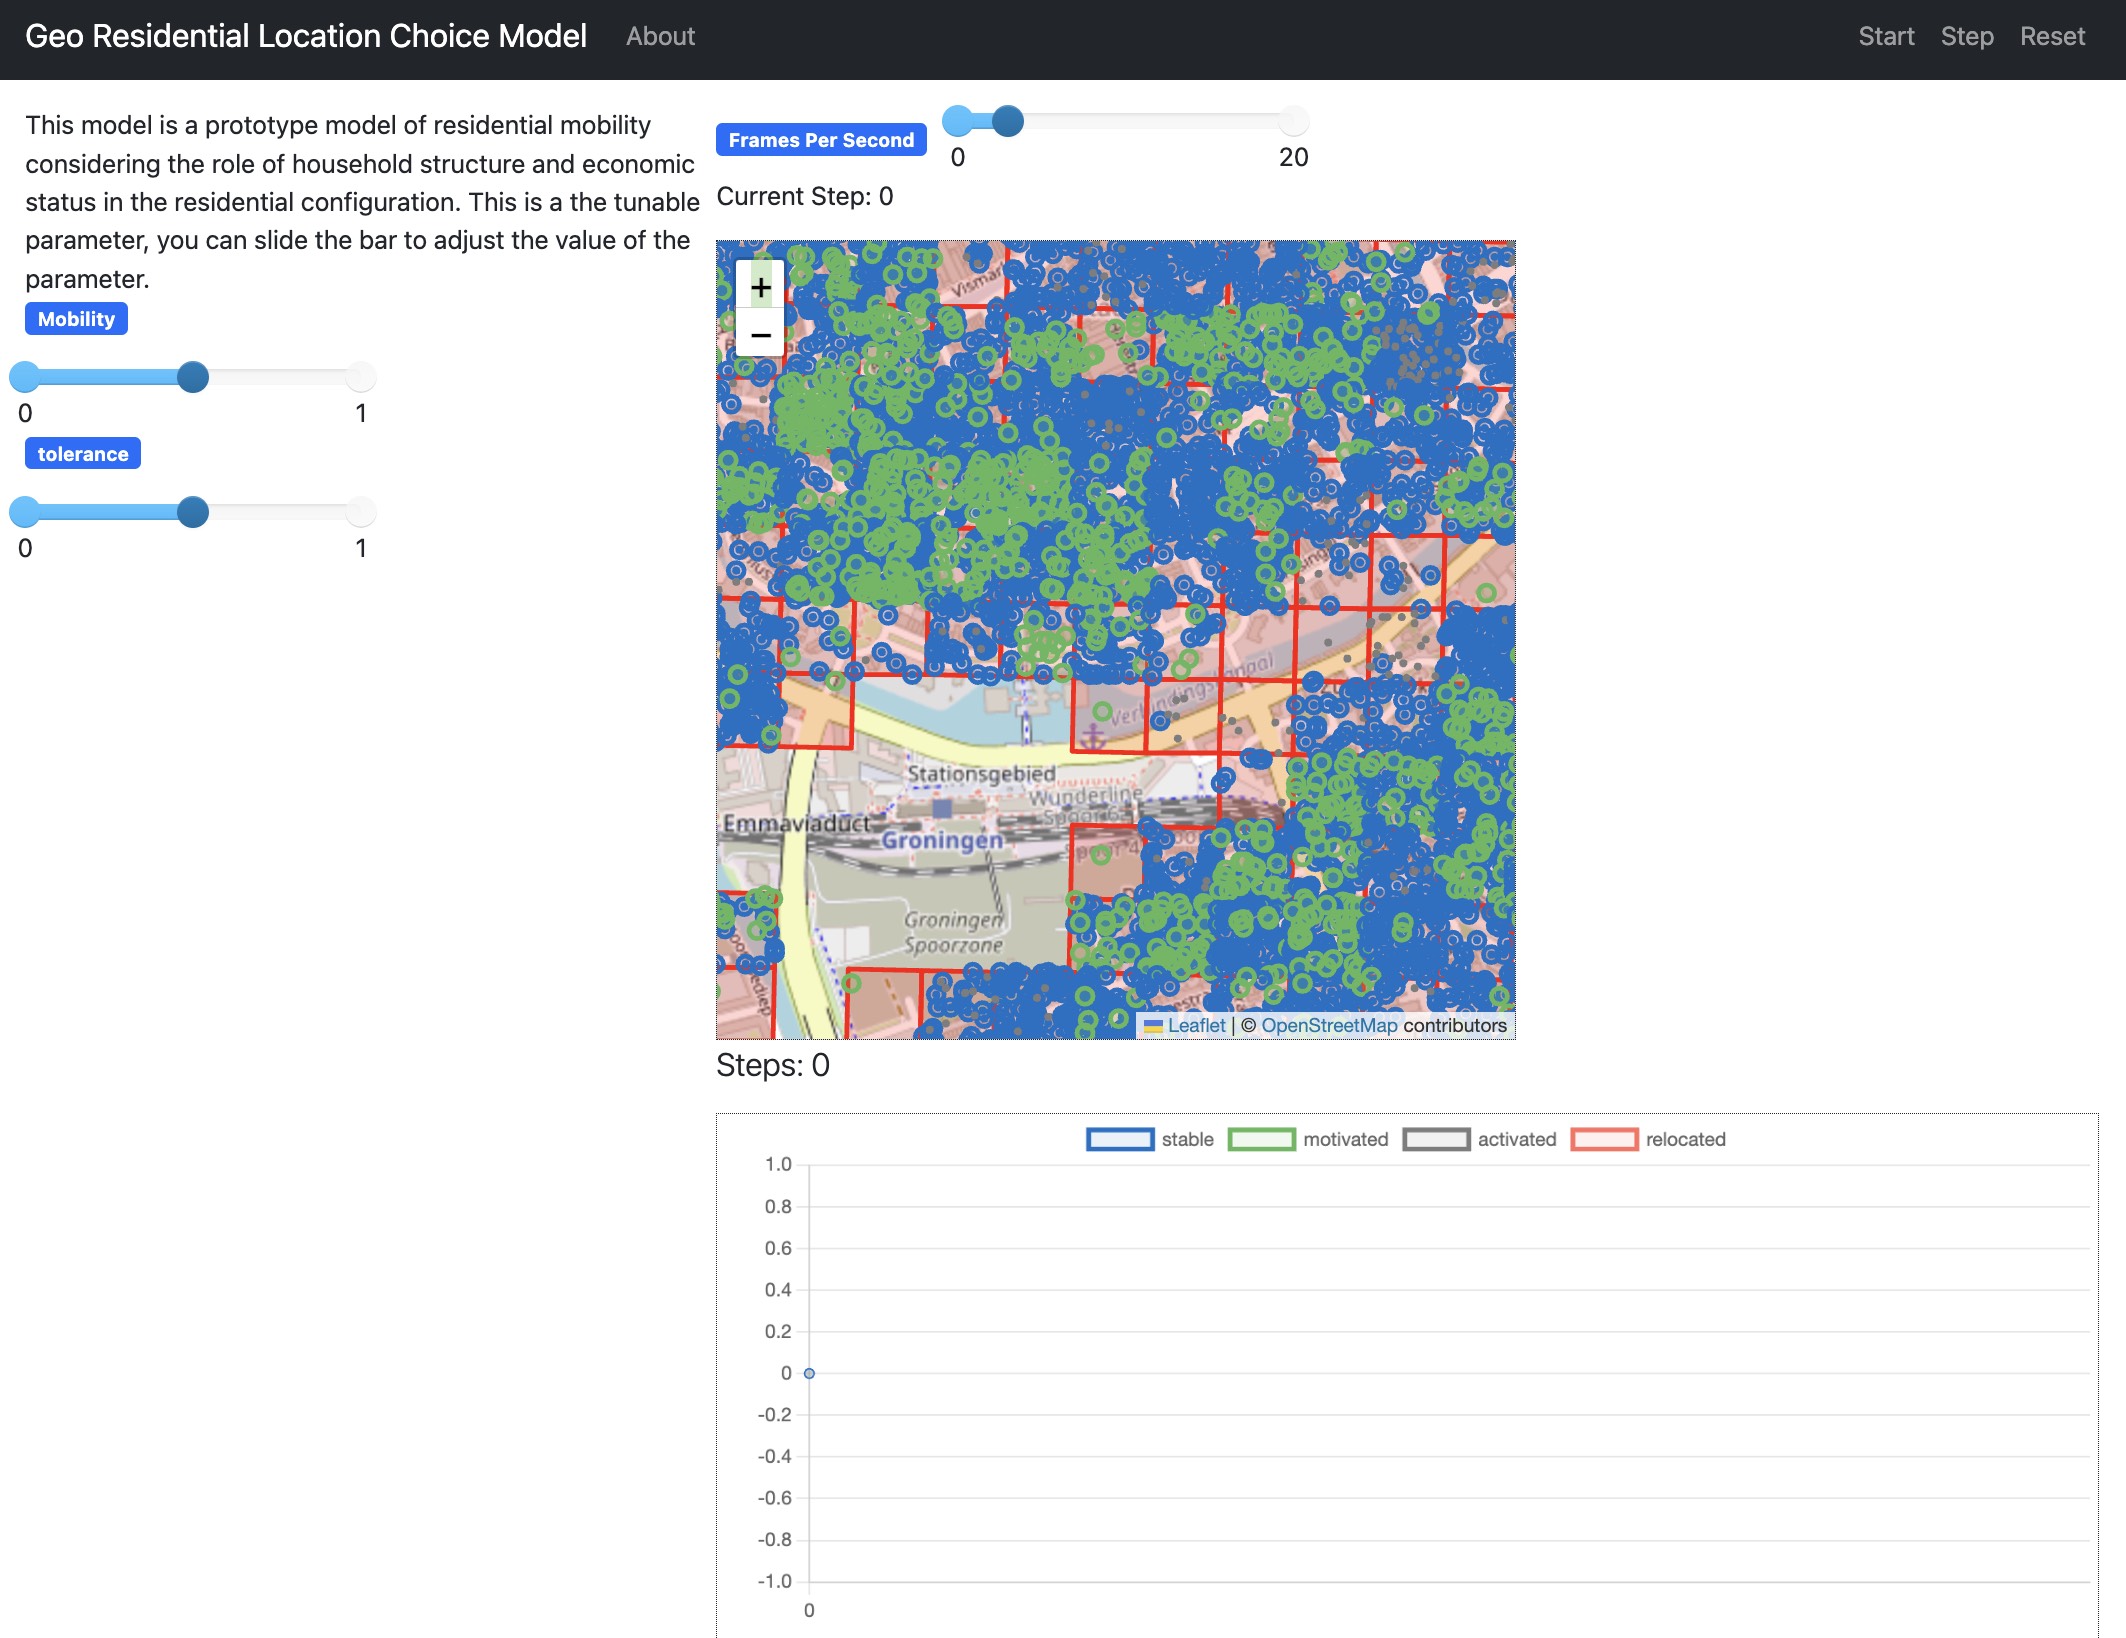 Geo Residential Location Choice Model About Start Step Reset
This model is a prototype model of residential mobility
considering the role of household structure and economic
status in the residential configuration. This is a the tunable
parameter, you can slide the bar to adjust the value of the
parameter.
Mobility
0 1
tolerance
0 1
Frames Per Second
0 20
Current Step: 0
+
−
Stationsgebied
Wunderline
Emmaviaduct
Groningen
Groningen
Spoorzone
Leaflet | © OpenStreetMap contributors
Steps: 0
stable motivated activated relocated
1.0
0.8
0.6
0.4
0.2
0
-0.2
-0.4
-0.6
-0.8
-1.0
0